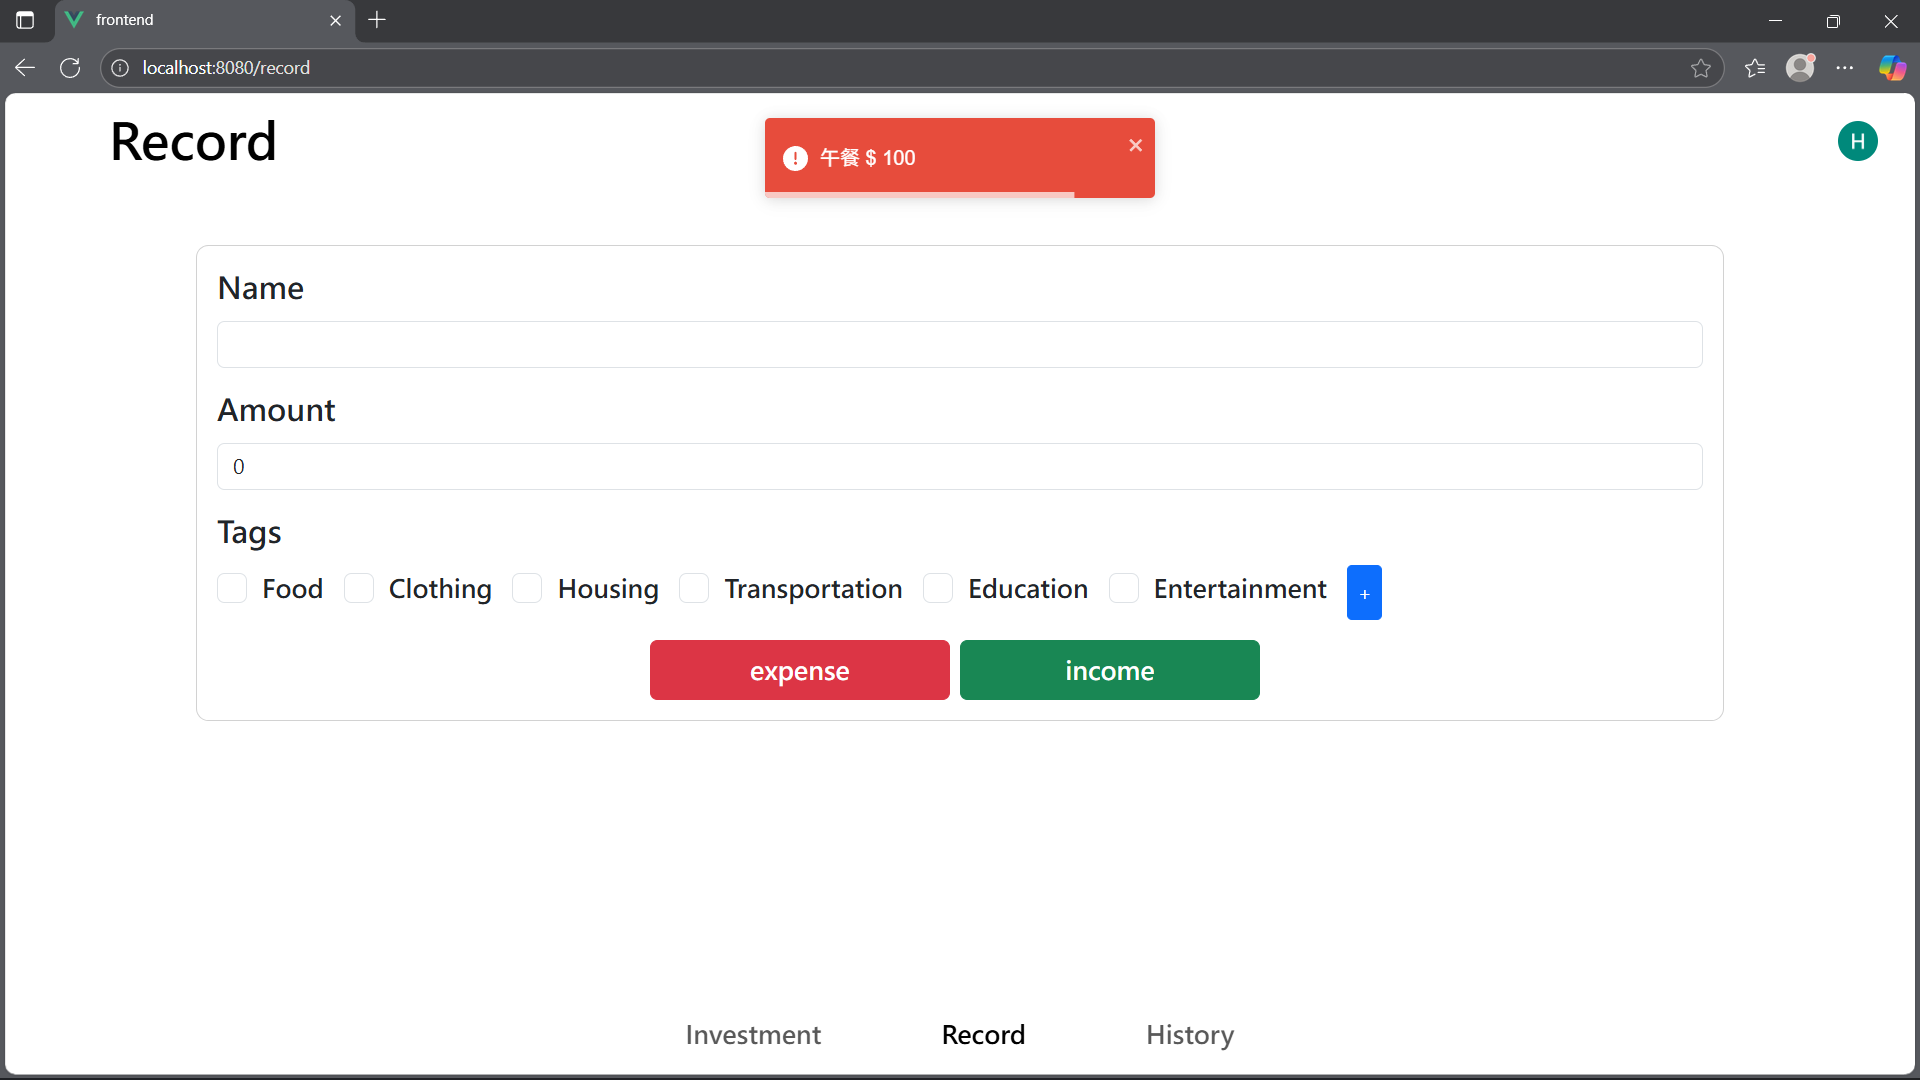 frontend
localhost:8080/record
Record
午餐 $ 100
H
Name
Amount
0
Tags
Food Clothing Housing Transportation Education Entertainment +
expense income
Investment Record History